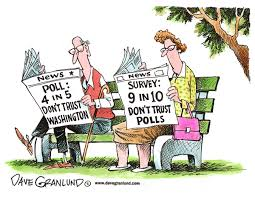 NEWS
POLL:
4 IN 5
DON'T TRUST
WASHINGTON
NEWS
SURVEY:
9 IN 10
DON'T TRUST
POLLS
DAVE GRANLUND
© www.davegranlund.com